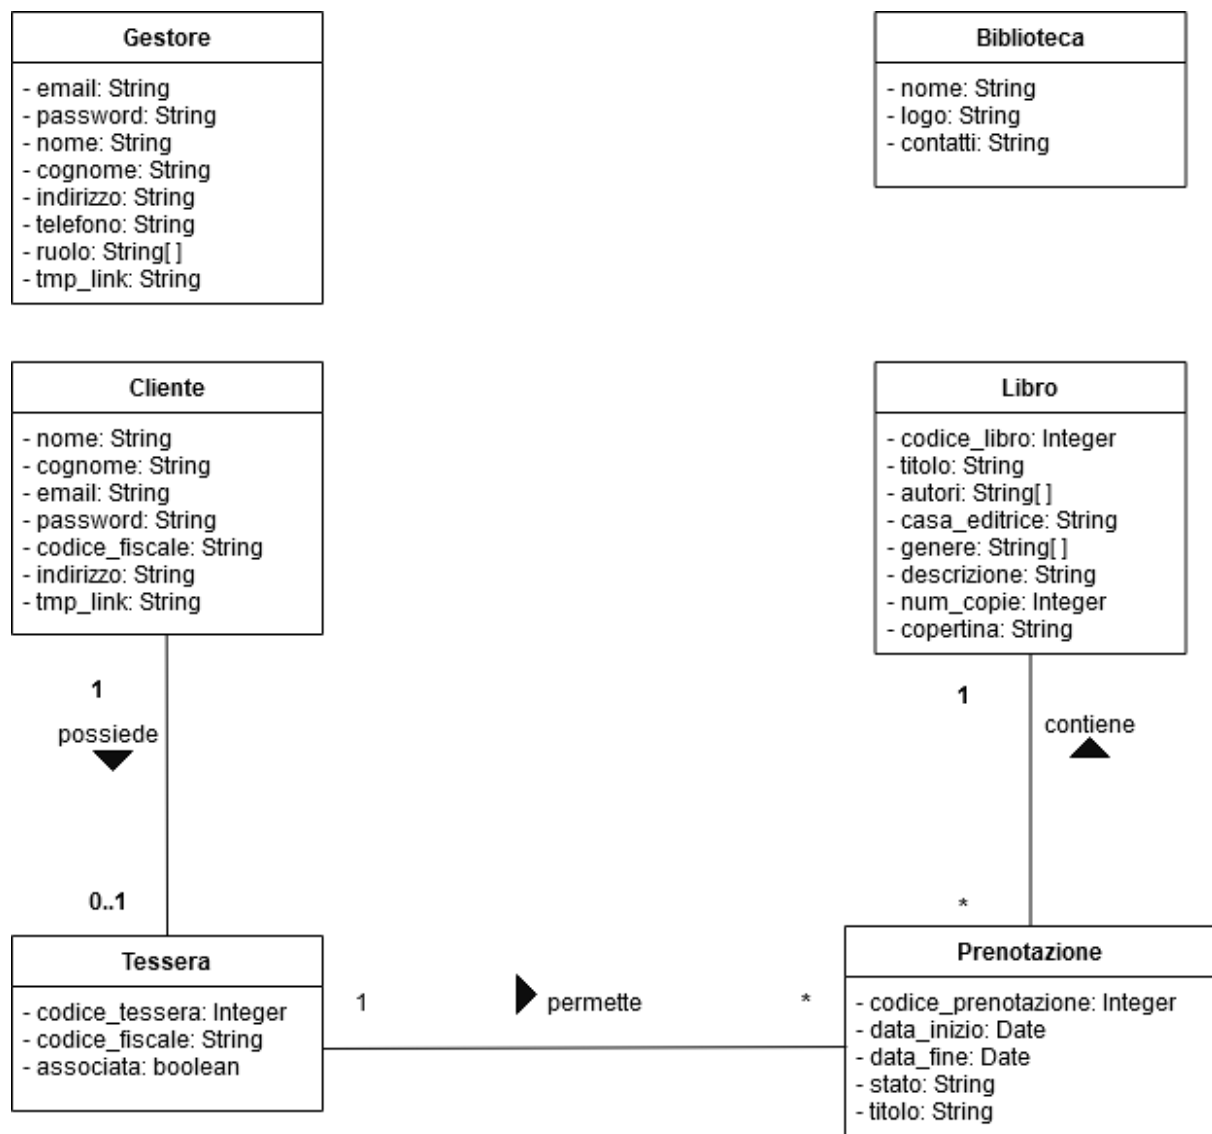 Gestore
- email: String
- password: String
- nome: String
- cognome: String
- indirizzo: String
- telefono: String
- ruolo: String[ ]
- tmp_link: String
Biblioteca
- nome: String
- logo: String
- contatti: String
Cliente
- nome: String
- cognome: String
- email: String
- password: String
- codice_fiscale: String
- indirizzo: String
- tmp_link: String
Libro
- codice_libro: Integer
- titolo: String
- autori: String[ ]
- casa_editrice: String
- genere: String[ ]
- descrizione: String
- num_copie: Integer
- copertina: String
1
possiede
0..1
1
contiene
*
Tessera
- codice_tessera: Integer
- codice_fiscale: String
- associata: boolean
1
permette
*
Prenotazione
- codice_prenotazione: Integer
- data_inizio: Date
- data_fine: Date
- stato: String
- titolo: String